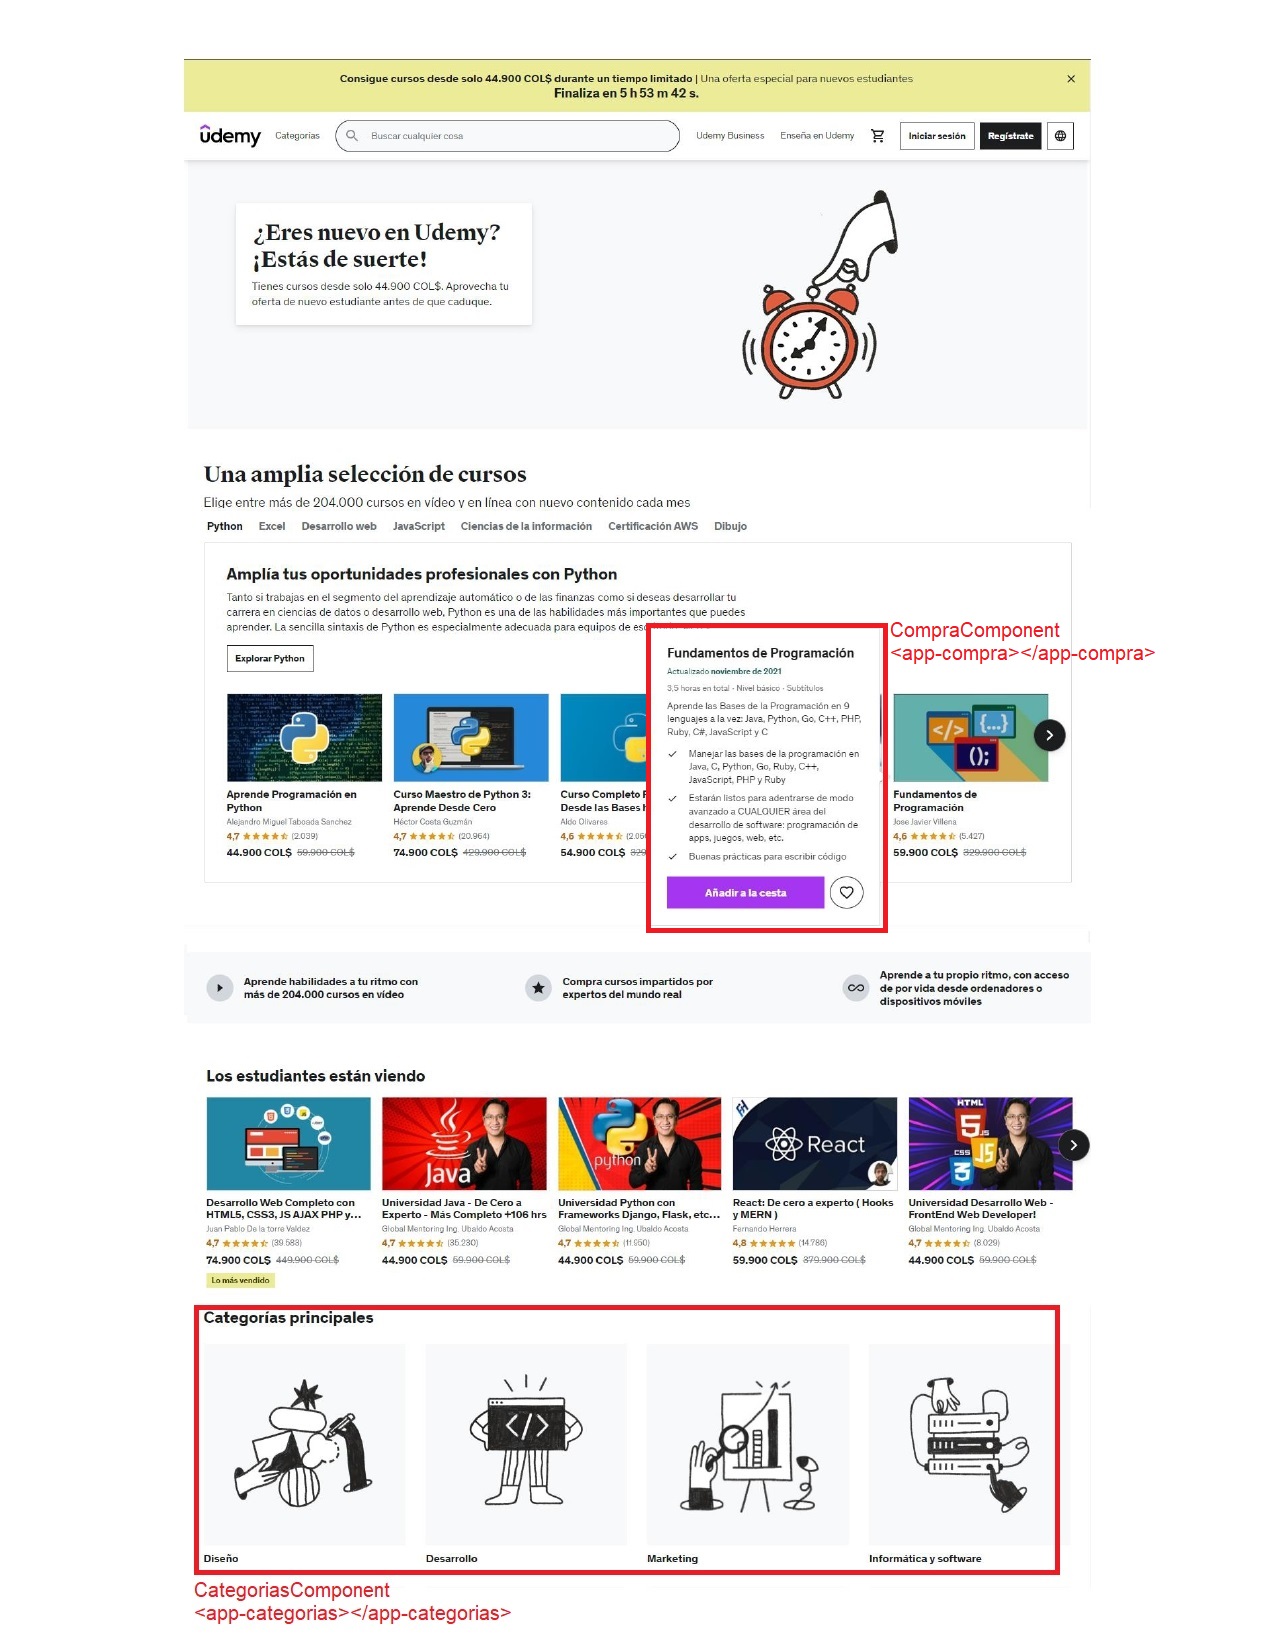 Consigue cursos desde solo 44.900 COL$ durante un tiempo limitado | Una oferta especial para nuevos estudiantes
Finaliza en 5 h 53 m 42 s.
udemy
Categorías
Buscar cualquier cosa
Udemy Business
Enseña en Udemy
Iniciar sesión
Regístrate
¿Eres nuevo en Udemy?
¡Estás de suerte!
Tienes cursos desde solo 44.900 COL$. Aprovecha tu
oferta de nuevo estudiante antes de que caduque.
Una amplia selección de cursos
Elige entre más de 204.000 cursos en vídeo y en línea con nuevo contenido cada mes
Python Excel Desarrollo web JavaScript Ciencias de la información Certificación AWS Dibujo
Amplía tus oportunidades profesionales con Python
Tanto si trabajas en el segmento del aprendizaje automático o de las finanzas como si deseas desarrollar tu
carrera en ciencias de datos o desarrollo web, Python es una de las habilidades más importantes que puedes
aprender. La sencilla sintaxis de Python es especialmente adecuada para equipos de
Explorar Python
CompraComponent
<app-compra></app-compra>
Fundamentos de Programación
Actualizado noviembre de 2021
3,5 horas en total · Nivel básico · Subtítulos
Aprende las Bases de la Programación en 9
lenguajes a la vez: Java, Python, Go, C++, PHP,
Ruby, C#, JavaScript y C
Manejar las bases de la programación en
Java, C, Python, Go, Ruby, C++,
JavaScript, PHP y Ruby
Estarán listos para adentrarse de modo
avanzado a CUALQUIER área del
desarrollo de software: programación de
apps, juegos, web, etc.
Buenas prácticas para escribir código
Añadir a la cesta
Aprende Programación en
Python
Alejandro Miguel Taboada Sanchez
4,7 (2.039)
44.900 COL$ 59.900 COL$
Curso Maestro de Python 3:
Aprende Desde Cero
Héctor Costa Guzmán
4,7 (20.964)
74.900 COL$ 429.900 COL$
Curso Completo
Desde las Bases
Aldo Olivares
4,6
54.900 COL$
</> {...}
();
Fundamentos de
Programación
Jose Javier Villena
4,6 (5.427)
59.900 COL$ 329.900 COL$
Aprende habilidades a tu ritmo con
más de 204.000 cursos en vídeo
Compra cursos impartidos por
expertos del mundo real
Aprende a tu propio ritmo, con acceso
de por vida desde ordenadores o
dispositivos móviles
Los estudiantes están viendo
Desarrollo Web Completo con
HTML5, CSS3, JS AJAX PHP y...
Juan Pablo De la torre Valdez
4,7 (39.583)
74.900 COL$ 449.900 COL$
Lo más vendido
Java
Universidad Java - De Cero a
Experto - Más Completo +106 hrs
Global Mentoring Ing. Ubaldo Acosta
4,7 (35.230)
44.900 COL$ 59.900 COL$
python
Universidad Python con
Frameworks Django, Flask, etc...
Global Mentoring Ing. Ubaldo Acosta
4,7 (11.950)
44.900 COL$ 59.900 COL$
React
React: De cero a experto ( Hooks
y MERN )
Fernando Herrera
4,8 (14.786)
59.900 COL$ 379.900 COL$
HTML
5 JS
CSS
3 JS
Universidad Desarrollo Web -
FrontEnd Web Developer!
Global Mentoring Ing. Ubaldo Acosta
4,7 (8.029)
44.900 COL$ 59.900 COL$
Categorías principales
</>
Diseño
Desarrollo
Marketing
Informática y software
CategoriasComponent
<app-categorias></app-categorias>